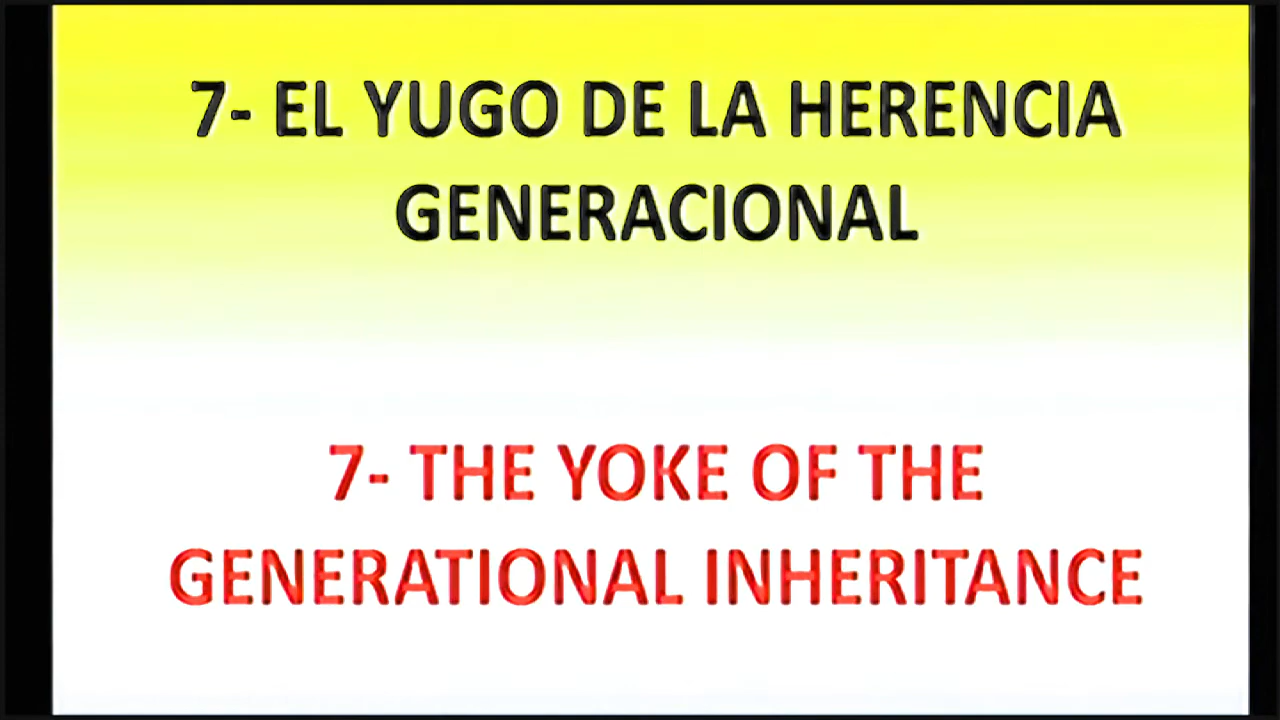 7- EL YUGO DE LA HERENCIA
GENERACIONAL
7- THE YOKE OF THE
GENERATIONAL INHERITANCE